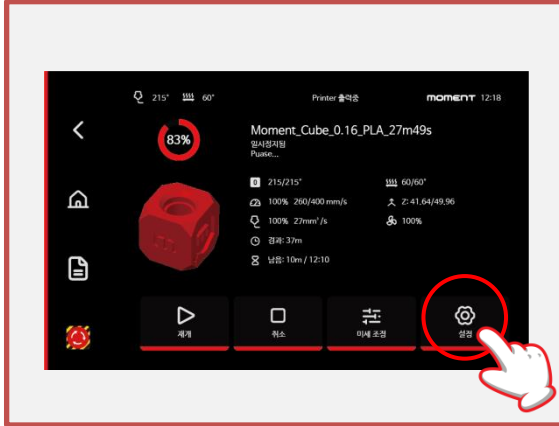 215° 60° Printer 출력중 moment 12:18
83%
Moment_Cube_0.16_PLA_27m49s
일시정지됨
Puase...
0 215/215° 60/60°
100% 260/400 mm/s Z: 41.64/49.96
100% 27mm³/s 100%
경과: 37m
남음: 10m / 12:10
재개 취소 미세 조정 설정